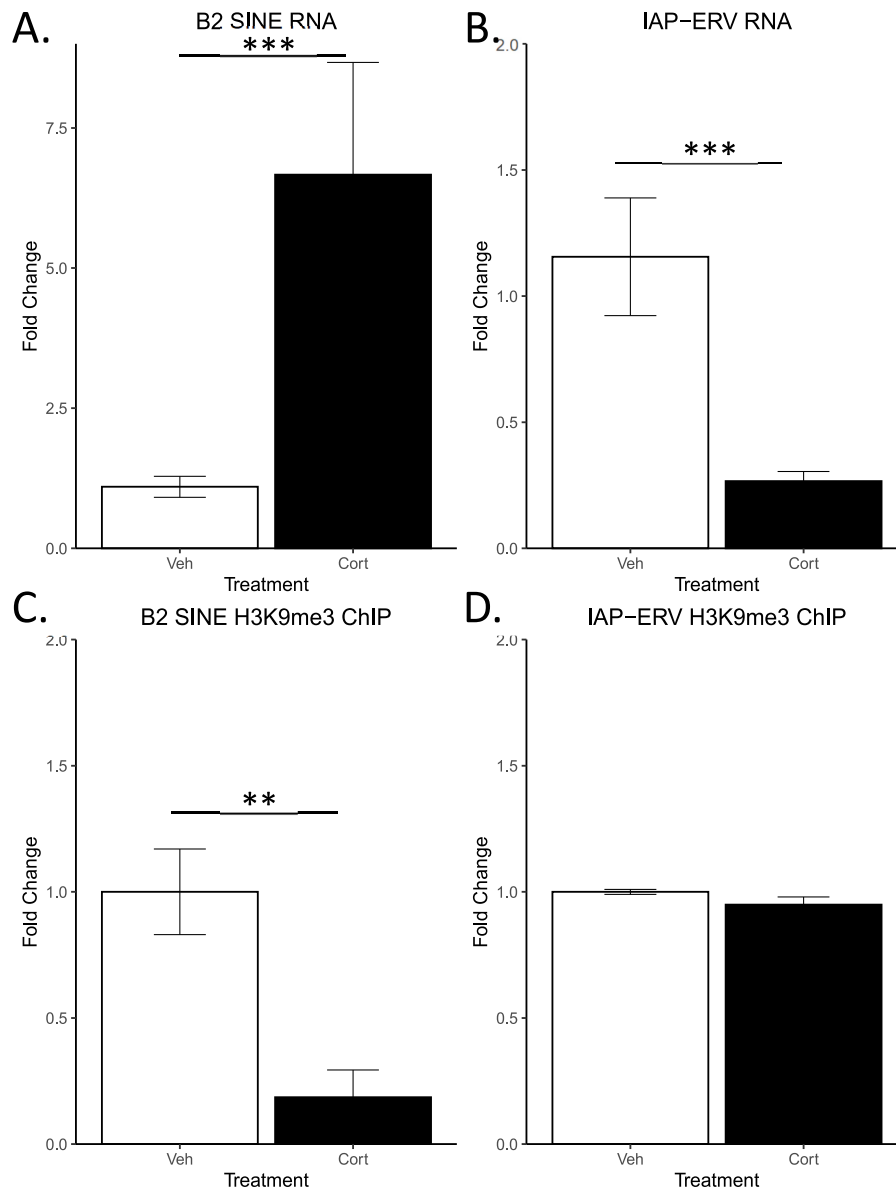 A.
B2 SINE RNA
***
7.5
5.0
2.5
0.0
Fold Change
Veh
Cort
Treatment
B.
IAP−ERV RNA
***
2.0
1.5
1.0
0.5
0.0
Fold Change
Veh
Cort
Treatment
C.
B2 SINE H3K9me3 ChIP
**
2.0
1.5
1.0
0.5
0.0
Fold Change
Veh
Cort
Treatment
D.
IAP−ERV H3K9me3 ChIP
2.0
1.5
1.0
0.5
0.0
Fold Change
Veh
Cort
Treatment